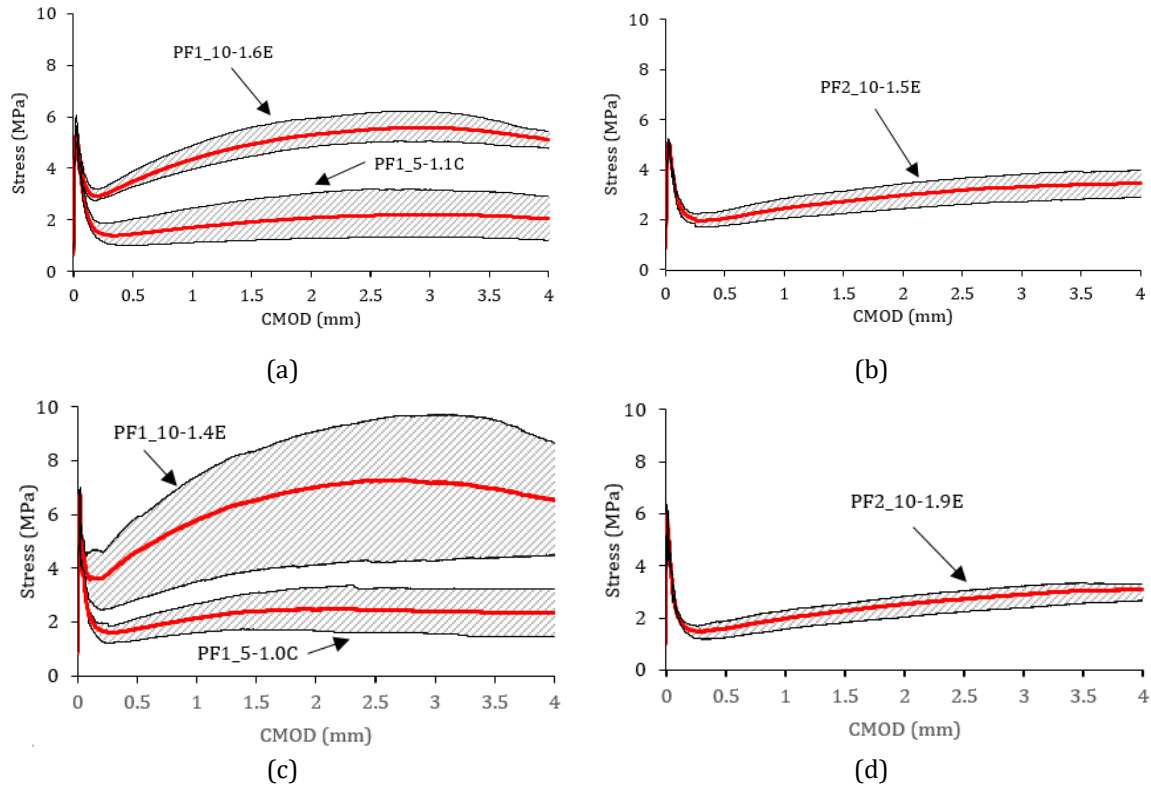 10
8
6
4
2
0
Stress (MPa)
PF1_10-1.6E
PF1_5-1.1C
0 0.5 1 1.5 2 2.5 3 3.5 4
CMOD (mm)
(a)
10
8
6
4
2
0
Stress (MPa)
PF2_10-1.5E
0 0.5 1 1.5 2 2.5 3 3.5 4
CMOD (mm)
(b)
10
8
6
4
2
0
Stress (MPa)
PF1_10-1.4E
PF1_5-1.0C
0 0.5 1 1.5 2 2.5 3 3.5 4
CMOD (mm)
(c)
10
8
6
4
2
0
Stress (MPa)
PF2_10-1.9E
0 0.5 1 1.5 2 2.5 3 3.5 4
CMOD (mm)
(d)